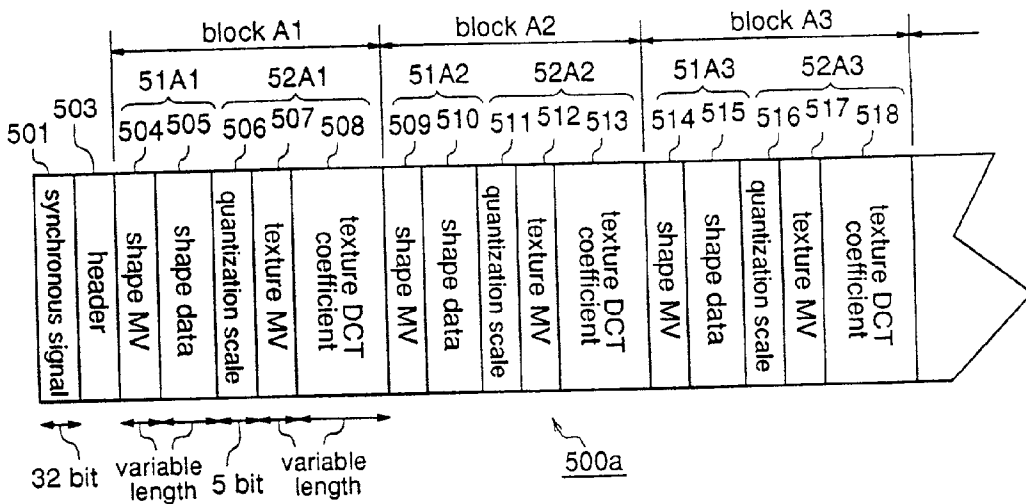 block A1
block A2
block A3
51A1
52A1
51A2
52A2
51A3
52A3
501
503
504
505
506
507
508
509
510
511
512
513
514
515
516
517
518
synchronous signal
header
shape MV
shape data
quantization scale
texture MV
texture DCT
coefficient
shape MV
shape data
quantization scale
texture MV
texture DCT
coefficient
shape MV
shape data
quantization scale
texture MV
texture DCT
coefficient
32 bit
variable
length
5 bit
variable
length
500a